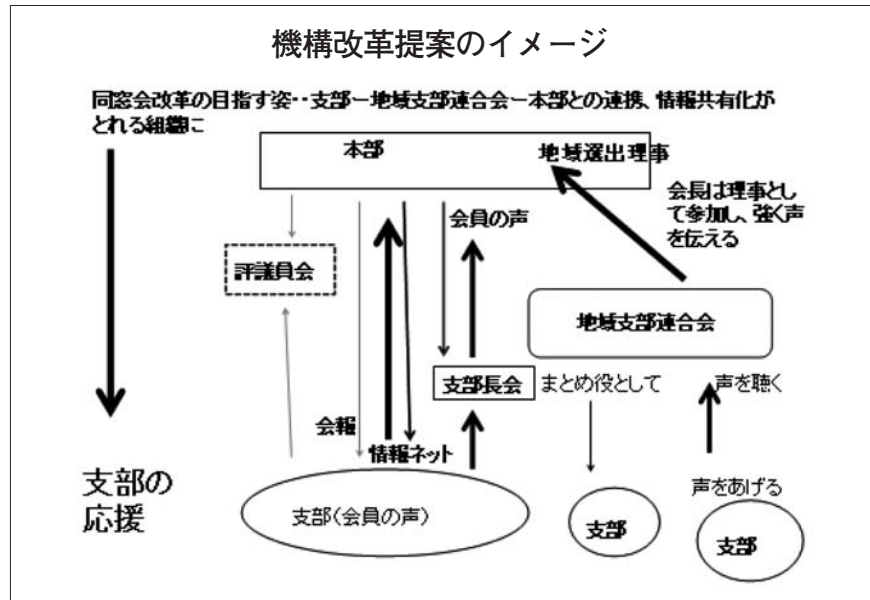 機構改革提案のイメージ
同窓会改革の目指す姿‥支部ー地域支部連合会ー本部との連携、情報共有化が
とれる組織に
本部
地域選出理事
会長は理事とし
て参加し、強く声
を伝える
会員の声
評議員会
地域支部連合会
支部長会
まとめ役として
声を聴く
会報
情報ネット
支部の
応援
声をあげる
支部(会員の声)
支部
支部